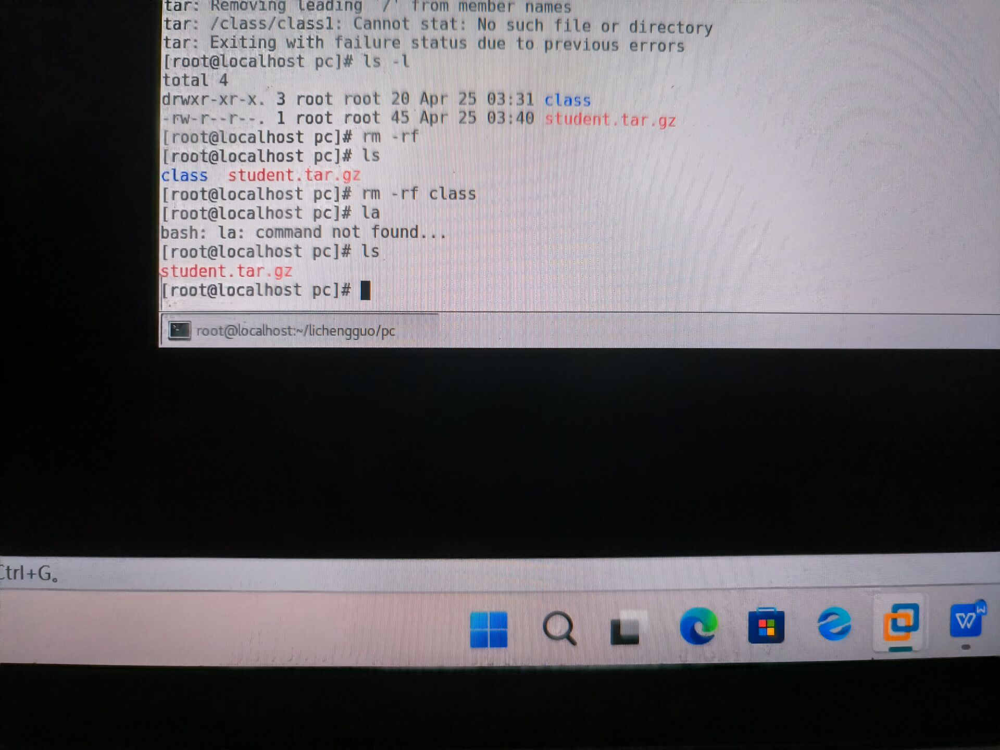 tar: Removing leading `/' from member names
tar: /class/class1: Cannot stat: No such file or directory
tar: Exiting with failure status due to previous errors
[root@localhost pc]# ls -l
total 4
drwxr-xr-x. 3 root root 20 Apr 25 03:31 class
-rw-r--r--. 1 root root 45 Apr 25 03:40 student.tar.gz
[root@localhost pc]# rm -rf
[root@localhost pc]# ls
class  student.tar.gz
[root@localhost pc]# rm -rf class
[root@localhost pc]# la
bash: la: command not found...
[root@localhost pc]# ls
student.tar.gz
[root@localhost pc]#
root@localhost:~/lichengguo/pc
Ctrl+G。